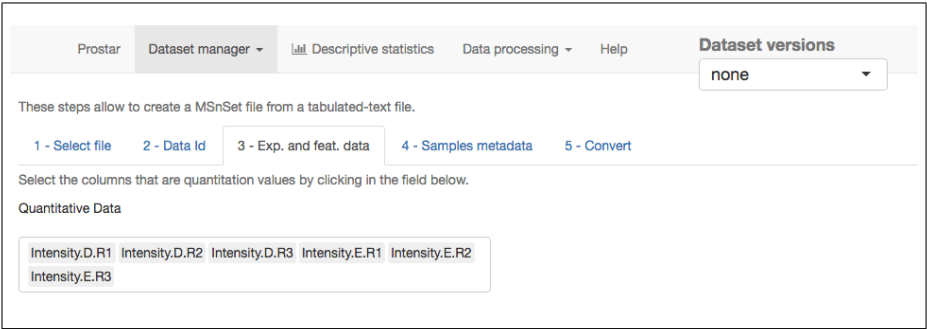 Prostar Dataset manager Descriptive statistics Data processing Help Dataset versions
none
These steps allow to create a MSnSet file from a tabulated-text file.
1 - Select file 2 - Data Id 3 - Exp. and feat. data 4 - Samples metadata 5 - Convert
Select the columns that are quantitation values by clicking in the field below.
Quantitative Data
Intensity.D.R1 Intensity.D.R2 Intensity.D.R3 Intensity.E.R1 Intensity.E.R2
Intensity.E.R3